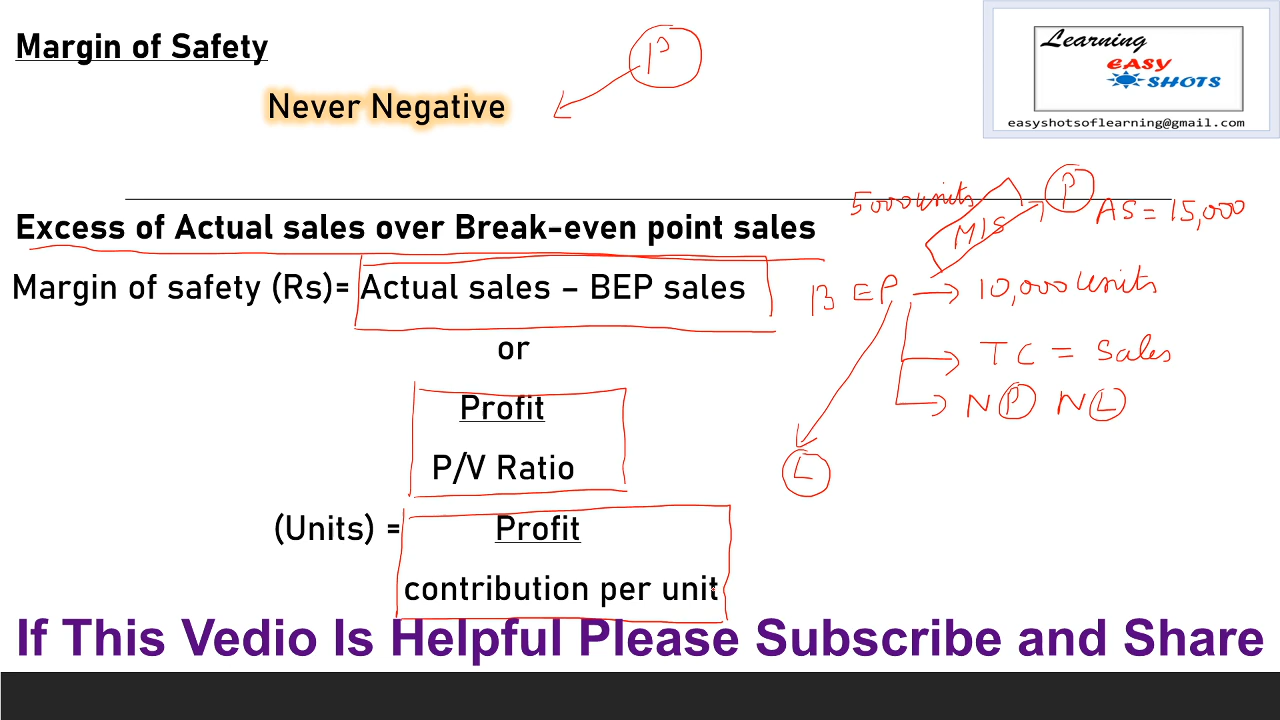 Margin of Safety
P
Never Negative
Learning
EASY
SHOTS
easyshotsoflearning@gmail.com
5000 units
M/S
P
AS = 15,000
Excess of Actual sales over Break-even point sales
Margin of safety (Rs)= Actual sales – BEP sales
BEP → 10,000 units
or
TC = Sales
Profit
NP NL
P/V Ratio
L
(Units) = Profit
contribution per unit
If This Vedio Is Helpful Please Subscribe and Share